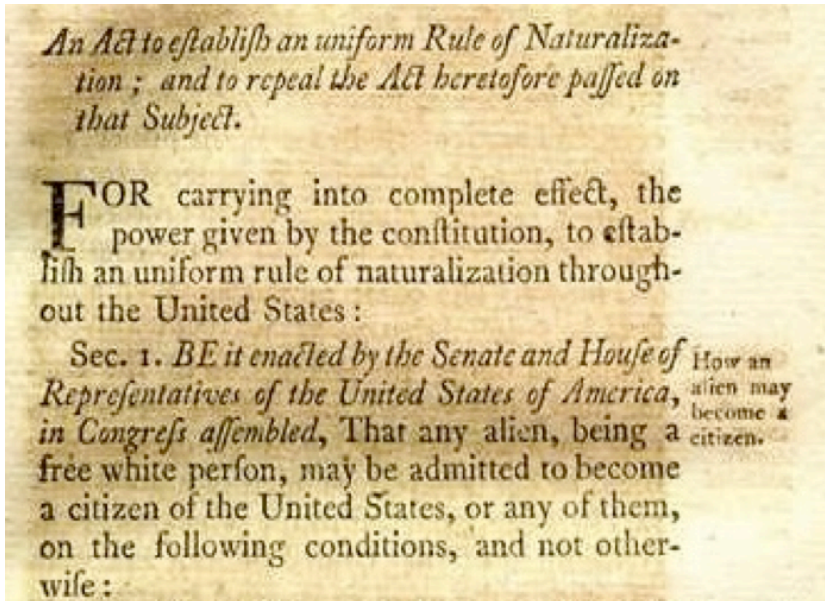 An Act to eſtabliſh an uniform Rule of Naturaliza-
tion ; and to repeal the Act heretofore paſſed on
that Subject.
FOR carrying into complete effect, the
power given by the conſtitution, to eſtab-
liſh an uniform rule of naturalization through-
out the United States :
Sec. 1. BE it enacted by the Senate and Houſe of
Repreſentatives of the United States of America,
in Congreſs aſſembled, That any alien, being a
free white perſon, may be admitted to become
a citizen of the United States, or any of them,
on the following conditions, and not other-
wiſe :
How an
alien may
become a
citizen.